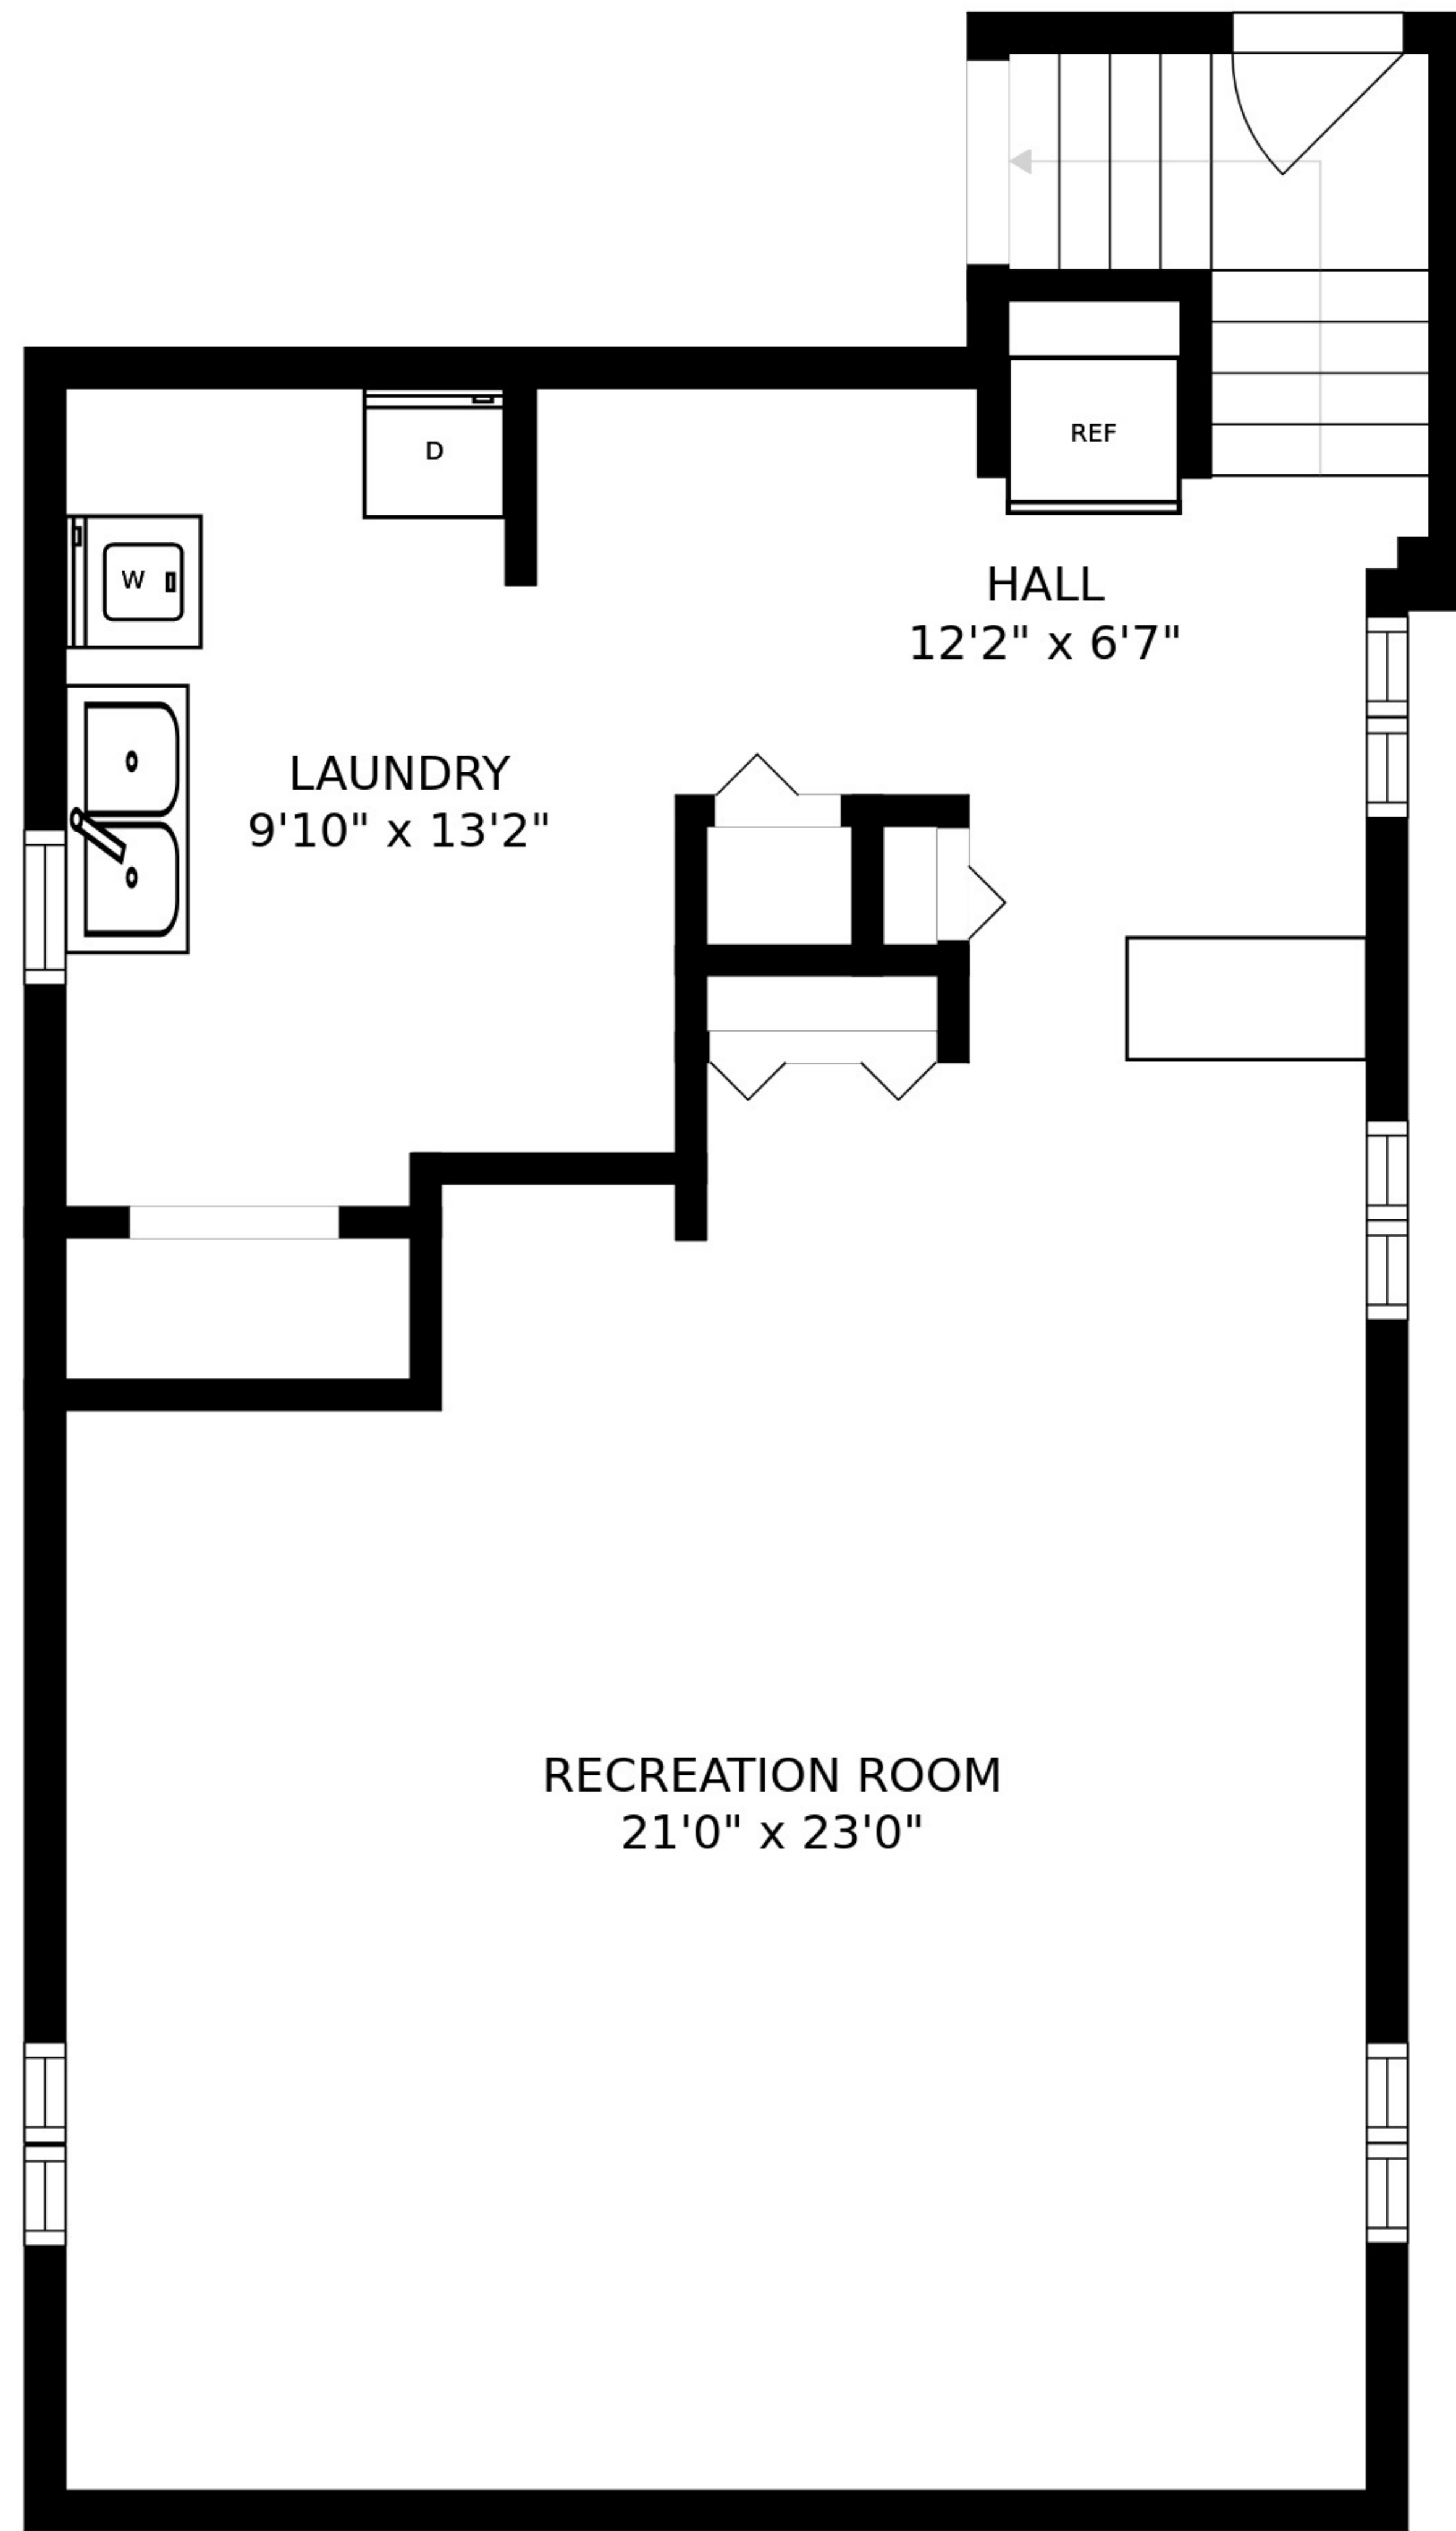 REF
D
HALL
12'2" x 6'7"
W
LAUNDRY
9'10" x 13'2"
RECREATION ROOM
21'0" x 23'0"